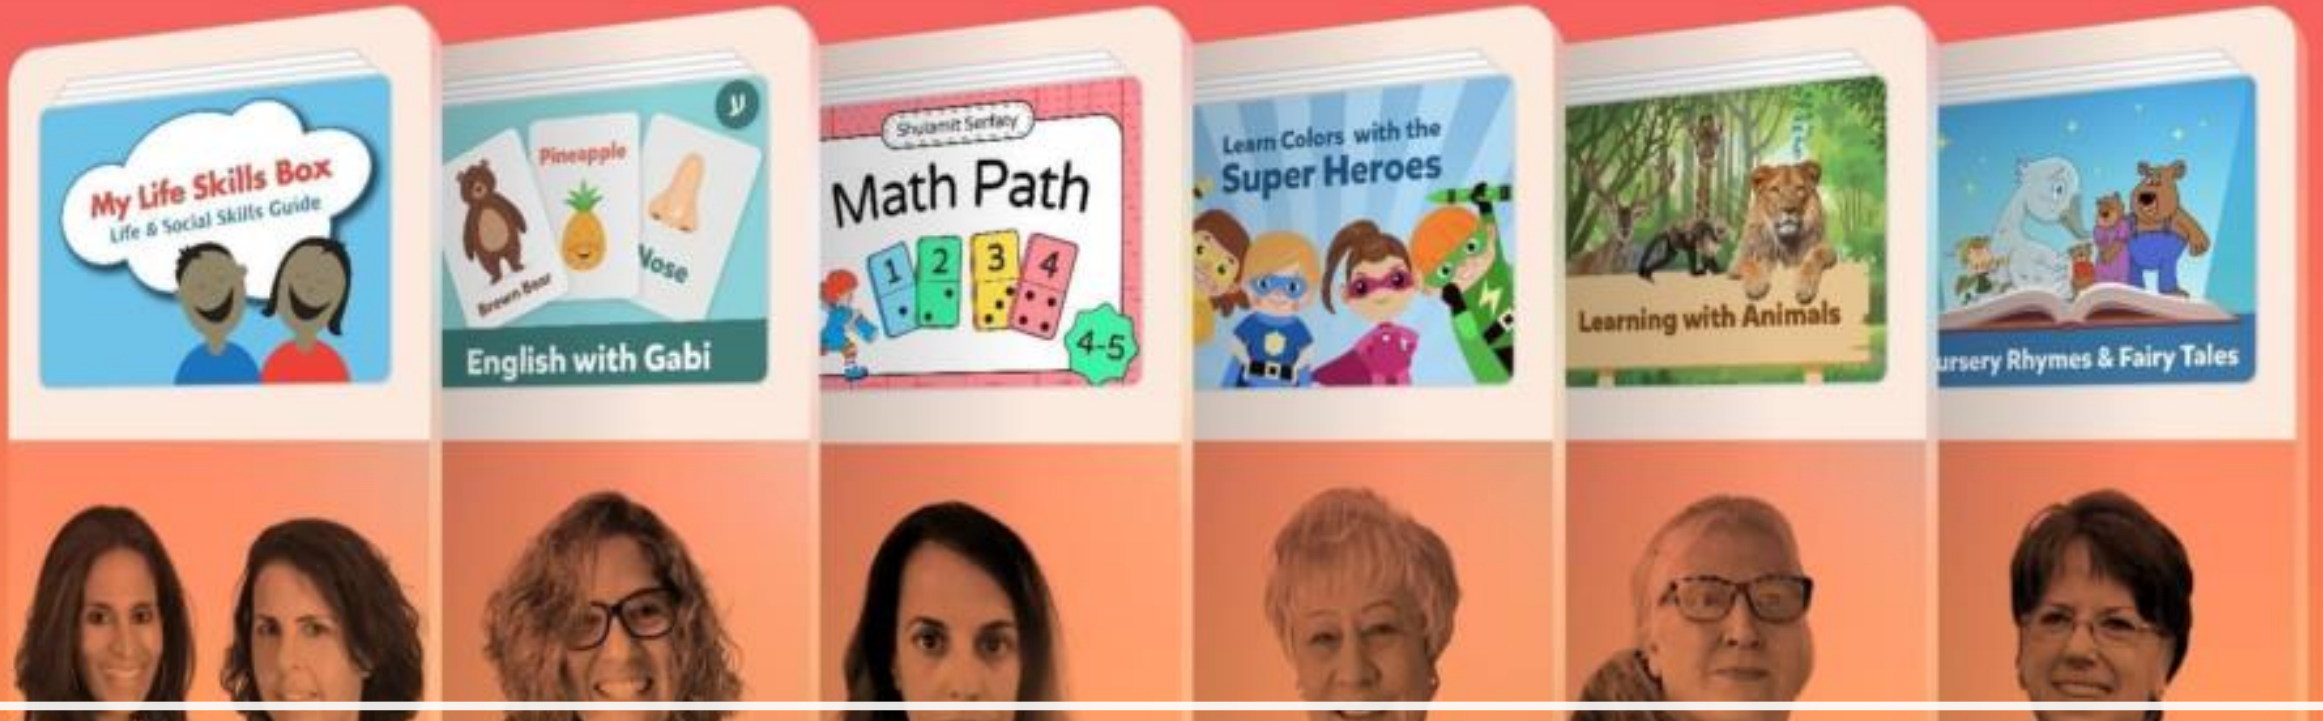 My Life Skills Box
Life & Social Skills Guide
ע
Pineapple
Brown Bear
Nose
English with Gabi
Shulamit Serfaty
Math Path
1 2 3 4
4-5
Learn Colors with the
Super Heroes
Learning with Animals
ursery Rhymes & Fairy Tales